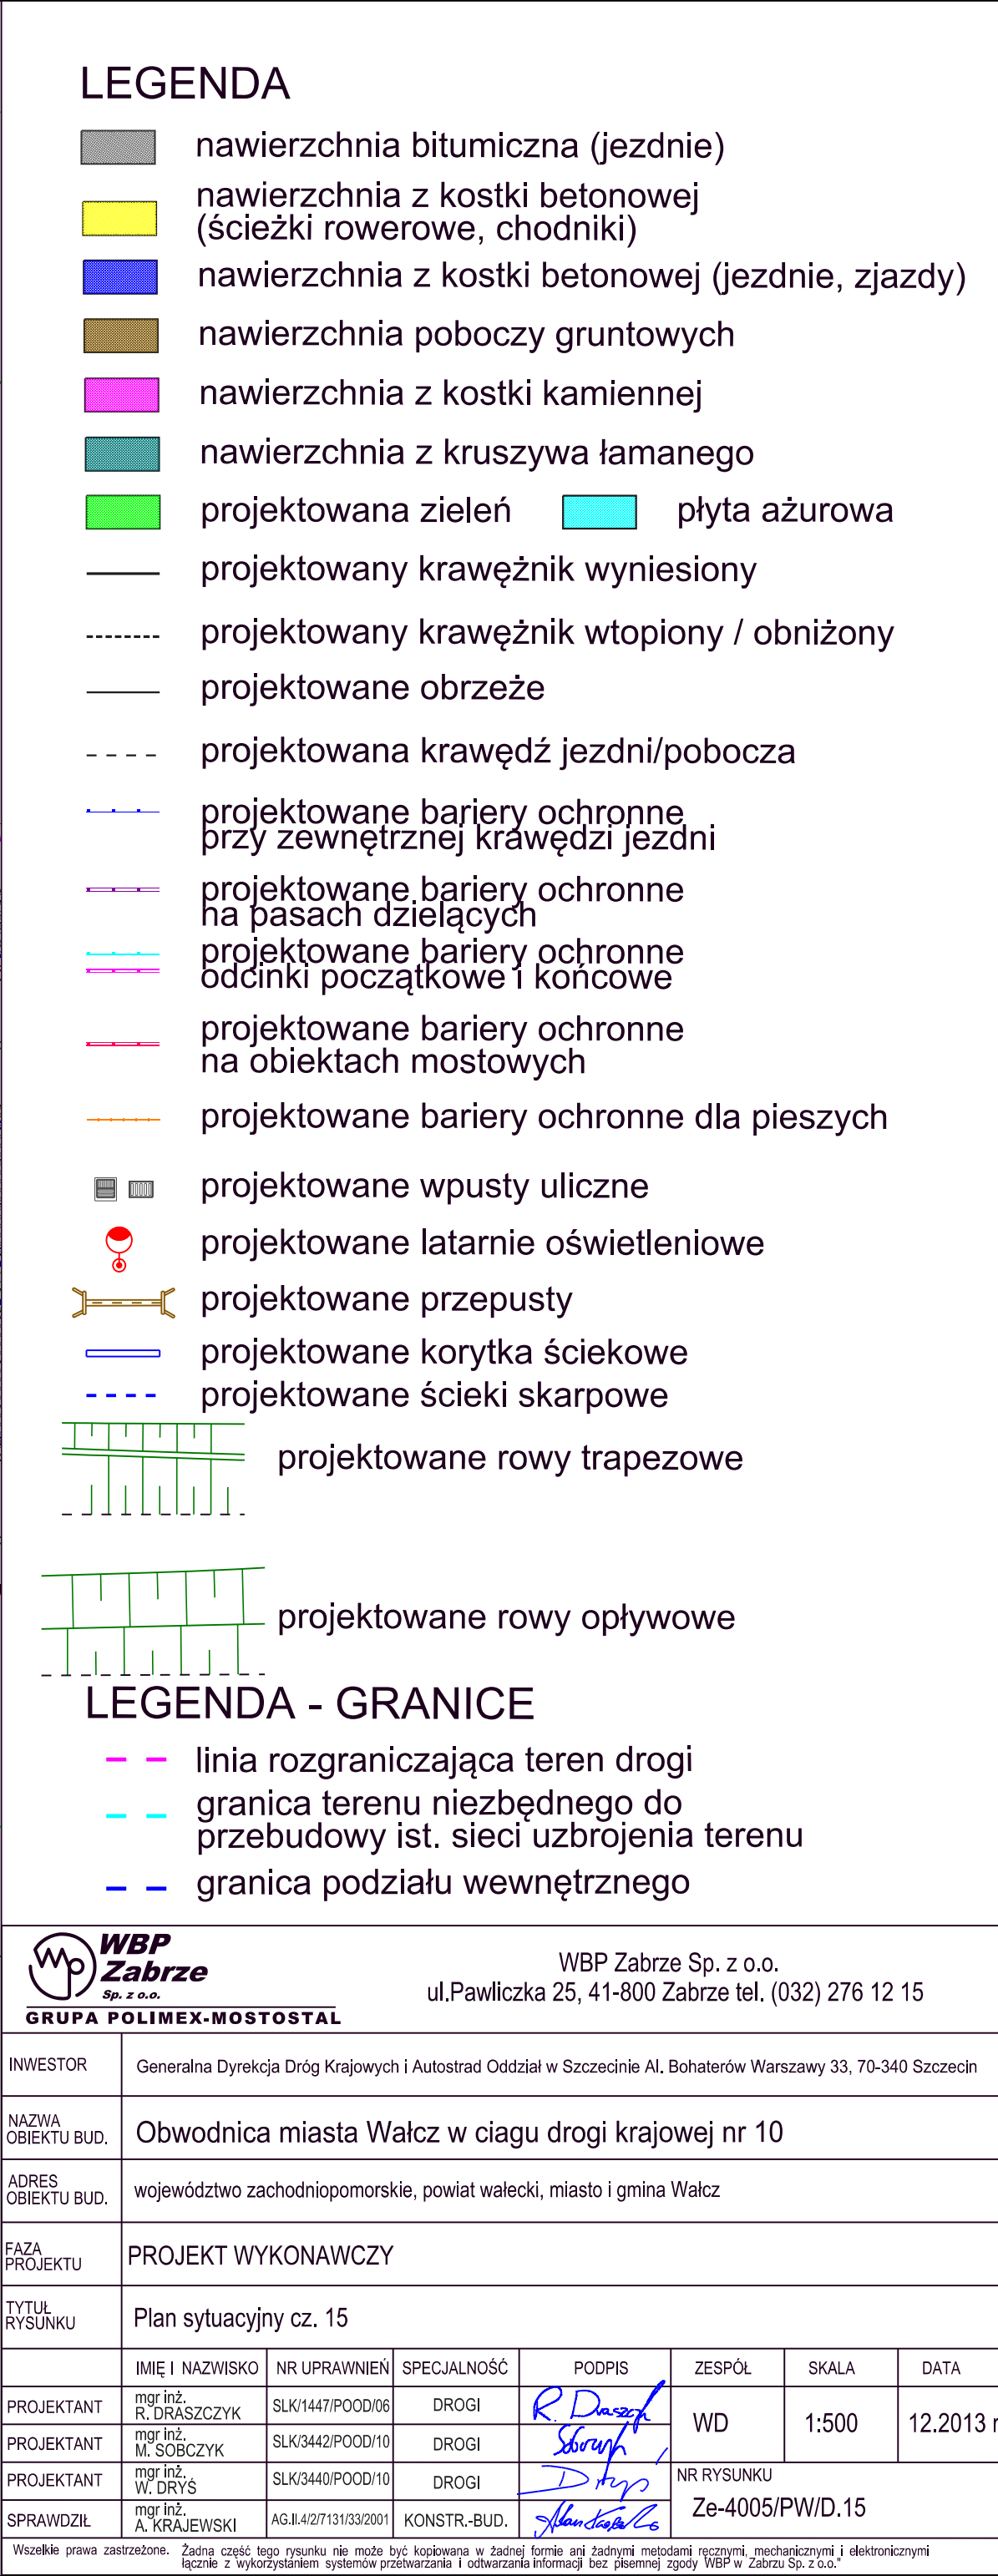 LEGENDA
nawierzchnia bitumiczna (jezdnie)
nawierzchnia z kostki betonowej
(ścieżki rowerowe, chodniki)
nawierzchnia z kostki betonowej (jezdnie, zjazdy)
nawierzchnia poboczy gruntowych
nawierzchnia z kostki kamiennej
nawierzchnia z kruszywa łamanego
projektowana zieleń płyta ażurowa
projektowany krawężnik wyniesiony
projektowany krawężnik wtopiony / obniżony
projektowane obrzeże
projektowana krawędź jezdni/pobocza
projektowane bariery ochronne
przy zewnętrznej krawędzi jezdni
projektowane bariery ochronne
na pasach dzielących
projektowane bariery ochronne
odcinki początkowe i końcowe
projektowane bariery ochronne
na obiektach mostowych
projektowane bariery ochronne dla pieszych
projektowane wpusty uliczne
projektowane latarnie oświetleniowe
projektowane przepusty
projektowane korytka ściekowe
projektowane ścieki skarpowe
projektowane rowy trapezowe
projektowane rowy opływowe
LEGENDA - GRANICE
linia rozgraniczająca teren drogi
granica terenu niezbędnego do
przebudowy ist. sieci uzbrojenia terenu
granica podziału wewnętrznego
WBP
Zabrze
Sp. z o.o.
GRUPA POLIMEX-MOSTOSTAL
WBP Zabrze Sp. z o.o.
ul.Pawliczka 25, 41-800 Zabrze tel. (032) 276 12 15
INWESTOR Generalna Dyrekcja Dróg Krajowych i Autostrad Oddział w Szczecinie Al. Bohaterów Warszawy 33, 70-340 Szczecin
NAZWA
OBIEKTU BUD. Obwodnica miasta Wałcz w ciagu drogi krajowej nr 10
ADRES
OBIEKTU BUD. województwo zachodniopomorskie, powiat wałecki, miasto i gmina Wałcz
FAZA
PROJEKTU PROJEKT WYKONAWCZY
TYTUŁ
RYSUNKU Plan sytuacyjny cz. 15
IMIĘ I NAZWISKO NR UPRAWNIEŃ SPECJALNOŚĆ PODPIS ZESPÓŁ SKALA DATA
PROJEKTANT mgr inż.
R. DRASZCZYK SLK/1447/POOD/06 DROGI R. Draszczyk
PROJEKTANT mgr inż.
M. SOBCZYK SLK/3442/POOD/10 DROGI
WD 1:500 12.2013 r
PROJEKTANT mgr inż.
W. DRYŚ SLK/3440/POOD/10 DROGI
NR RYSUNKU
SPRAWDZIŁ mgr inż.
A. KRAJEWSKI AG.II.4/2/7131/33/2001 KONSTR.-BUD.
Ze-4005/PW/D.15
Wszelkie prawa zastrzeżone. Żadna część tego rysunku nie może być kopiowana w żadnej formie ani żadnymi metodami ręcznymi, mechanicznymi i elektronicznymi
łącznie z wykorzystaniem systemów przetwarzania i odtwarzania informacji bez pisemnej zgody WBP w Zabrzu Sp. z o.o."